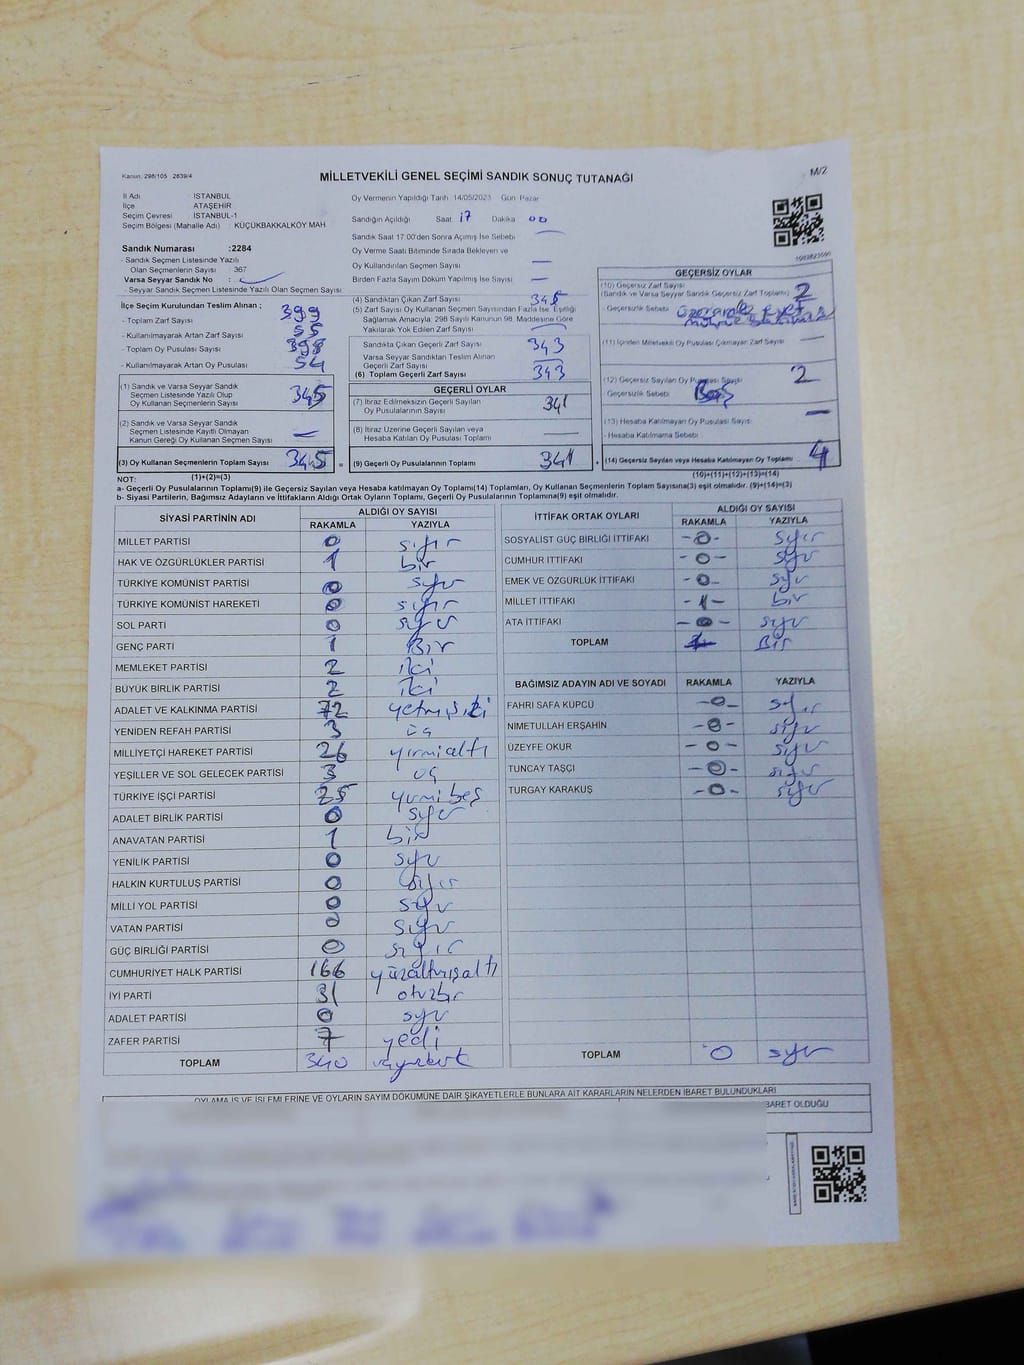 Kanun: 298/105 2839/4
MİLLETVEKİLİ GENEL SEÇİMİ SANDIK SONUÇ TUTANAĞI
M/2
İl Adı : İSTANBUL
İlçe : ATAŞEHİR
Seçim Çevresi : İSTANBUL-1
Seçim Bölgesi (Mahalle Adı) : KÜÇÜKBAKKALKÖY MAH
Sandık Numarası :2284
- Sandık Seçmen Listesinde Yazılı
Olan Seçmenlerin Sayısı : 367
Varsa Seyyar Sandık No :
- Seyyar Sandık Seçmen Listesinde Yazılı Olan Seçmenlerin Sayısı :
Oy Vermenin Yapıldığı Tarih 14/05/2023 Gün Pazar
Sandığın Açıldığı Saat 17 Dakika 00
Sandık Saat 17:00'den Sonra Açılmış İse Sebebi —
Oy Verme Saati Bitiminde Sırada Bekleyen ve
Oy Kullandırılan Seçmen Sayısı —
Birden Fazla Sayım Döküm Yapılmış İse Sayısı —
İlçe Seçim Kurulundan Teslim Alınan ;
- Toplam Zarf Sayısı 399
- Kullanılmayarak Artan Zarf Sayısı
- Toplam Oy Pusulası Sayısı 398
- Kullanılmayarak Artan Oy Pusulası 54
(1) Sandık ve Varsa Seyyar Sandık
Seçmen Listesinde Yazılı Olup
Oy Kullanan Seçmenlerin Sayısı 345
(2) Sandık ve Varsa Seyyar Sandık
Seçmen Listesinde Kayıtlı Olmayan
Kanun Gereği Oy Kullanan Seçmen Sayısı —
(3) Oy Kullanan Seçmenlerin Toplam Sayısı 345
(4) Sandıktan Çıkan Zarf Sayısı 345
(5) Zarf Sayısı Oy Kullanan Seçmen Sayısından Fazla İse, Eşitliği
Sağlamak Amacıyla; 298 Sayılı Kanunun 98. Maddesine Göre
Yakılarak Yok Edilen Zarf Sayısı —
Sandıkta Çıkan Geçerli Zarf Sayısı 343
Varsa Seyyar Sandıktan Teslim Alınan
Geçerli Zarf Sayısı —
(6) Toplam Geçerli Zarf Sayısı 343
GEÇERLİ OYLAR
(7) İtiraz Edilmeksizin Geçerli Sayılan
Oy Pusulalarının Sayısı 341
(8) İtiraz Üzerine Geçerli Sayılan veya
Hesaba Katılan Oy Pusulası Toplamı —
= (9) Geçerli Oy Pusulalarının Toplamı 341
GEÇERSİZ OYLAR
(10) Geçersiz Zarf Sayısı
(Sandık ve Varsa Seyyar Sandık Geçersiz Zarf Toplamı) 2
- Geçersizlik Sebebi: üzerinde evet
(11) İçinden Milletvekili Oy Pusulası Çıkmayan Zarf Sayısı —
(12) Geçersiz Sayılan Oy Pusulası Sayısı 2
Geçersizlik Sebebi: Boş
(13) Hesaba Katılmayan Oy Pusulası Sayısı —
- Hesaba Katılmama Sebebi
+ (14) Geçersiz Sayılan veya Hesaba Katılmayan Oy Toplamı 4
NOT: (1)+(2)=(3) (10)+(11)+(12)+(13)=(14)
a- Geçerli Oy Pusulalarının Toplamı(9) ile Geçersiz Sayılan veya Hesaba Katılmayan Oy Toplamı(14) Toplamları, Oy Kullanan Seçmenlerin Toplam Sayısına(3) eşit olmalıdır. (9)+(14)=(3)
b- Siyasi Partilerin, Bağımsız Adayların ve İttifakların Aldığı Ortak Oyların Toplamı, Geçerli Oy Pusulalarının Toplamına(9) eşit olmalıdır.
SİYASİ PARTİNİN ADI ALDIĞI OY SAYISI
RAKAMLA YAZIYLA
MİLLET PARTİSİ 0 sıfır
HAK VE ÖZGÜRLÜKLER PARTİSİ 1 bir
TÜRKİYE KOMÜNİST PARTİSİ 0 sıfır
TÜRKİYE KOMÜNİST HAREKETİ 0 sıfır
SOL PARTİ 0 sıfır
GENÇ PARTİ 1 Bir
MEMLEKET PARTİSİ 2 iki
BÜYÜK BİRLİK PARTİSİ 2 iki
ADALET VE KALKINMA PARTİSİ 72 yetmişiki
YENİDEN REFAH PARTİSİ 3 üç
MİLLİYETÇİ HAREKET PARTİSİ 26 yirmialtı
YEŞİLLER VE SOL GELECEK PARTİSİ 3 üç
TÜRKİYE İŞÇİ PARTİSİ 25 yirmibeş
ADALET BİRLİK PARTİSİ 0 sıfır
ANAVATAN PARTİSİ 1 bir
YENİLİK PARTİSİ 0 sıfır
HALKIN KURTULUŞ PARTİSİ 0 sıfır
MİLLİ YOL PARTİSİ 0 sıfır
VATAN PARTİSİ 0 sıfır
GÜÇ BİRLİĞİ PARTİSİ 0 sıfır
CUMHURİYET HALK PARTİSİ 166 yüzaltmışaltı
İYİ PARTİ 31 otuzbir
ADALET PARTİSİ 0 sıfır
ZAFER PARTİSİ 7 yedi
TOPLAM 340 üçyüzkırk
İTTİFAK ORTAK OYLARI ALDIĞI OY SAYISI
RAKAMLA YAZIYLA
SOSYALİST GÜÇ BİRLİĞİ İTTİFAKI -0- sıfır
CUMHUR İTTİFAKI -0- sıfır
EMEK VE ÖZGÜRLÜK İTTİFAKI -0- sıfır
MİLLET İTTİFAKI -1- bir
ATA İTTİFAKI -0- sıfır
TOPLAM 1 Bir
BAĞIMSIZ ADAYIN ADI VE SOYADI RAKAMLA YAZIYLA
FAHRİ SAFA KÜPCÜ -0- sıfır
NİMETULLAH ERŞAHİN -0- sıfır
ÜZEYFE OKUR -0- sıfır
TUNCAY TAŞÇI -0- sıfır
TURGAY KARAKUŞ -0- sıfır
TOPLAM 0 sıfır
OYLAMA İŞ VE İŞLEMLERİNE VE OYLARIN SAYIM DÖKÜMÜNE DAİR ŞİKAYETLERLE BUNLARA AİT KARARLARIN NELERDEN İBARET BULUNDUKLARI
BARET OLDUĞU